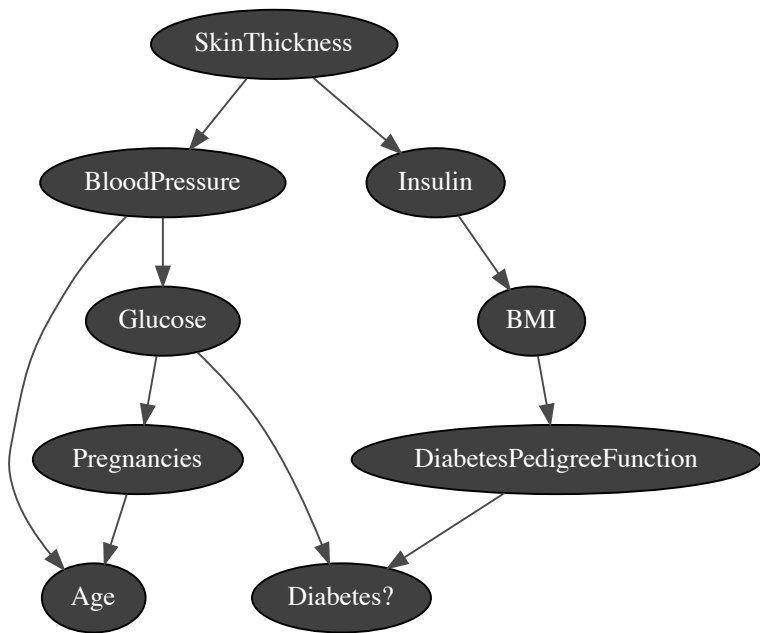 SkinThickness
BloodPressure
Insulin
Glucose
BMI
Pregnancies
DiabetesPedigreeFunction
Age
Diabetes?